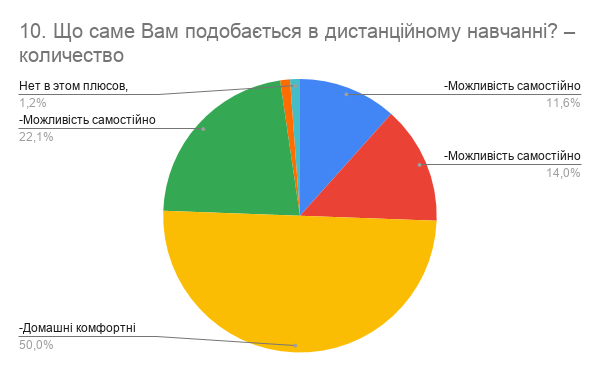 10. Що саме Вам подобається в дистанційному навчанні? –
количество
Нет в этом плюсов,
1,2%
-Можливість самостійно
22,1%
-Можливість самостійно
11,6%
-Можливість самостійно
14,0%
-Домашні комфортні
50,0%